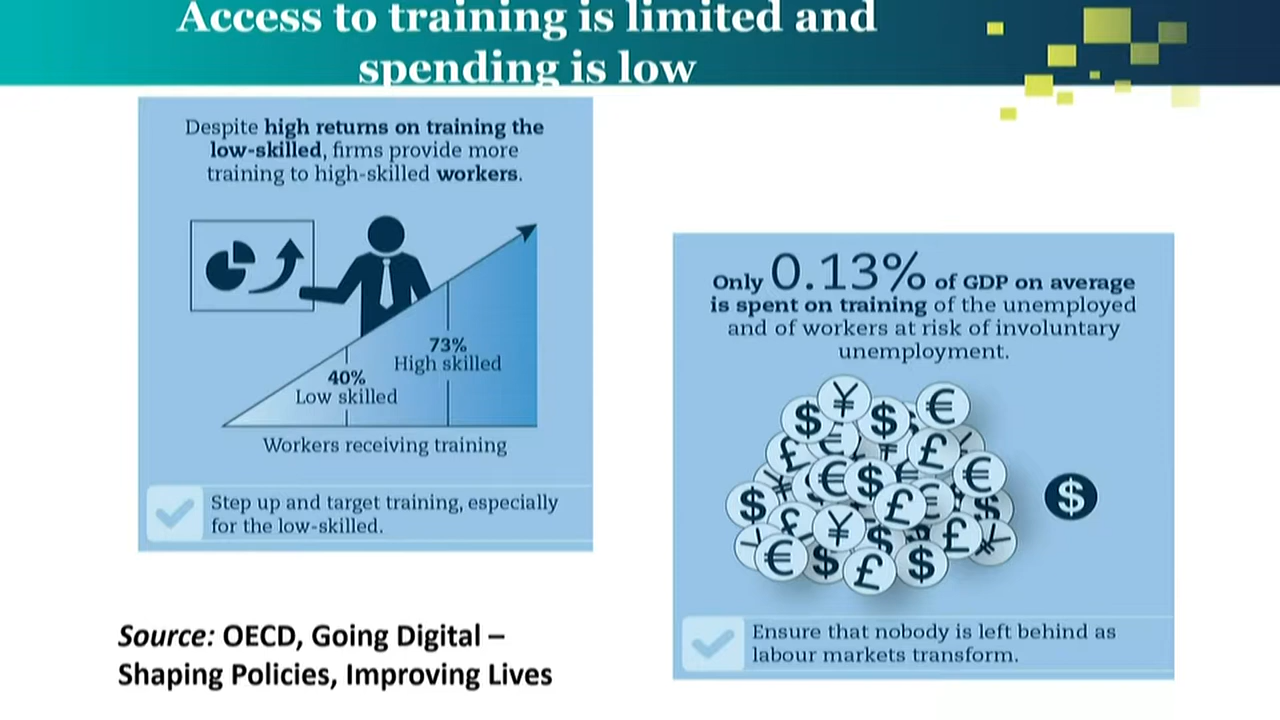 Access to training is limited and
spending is low
Despite high returns on training the
low-skilled, firms provide more
training to high-skilled workers.
73%
High skilled
40%
Low skilled
Workers receiving training
Step up and target training, especially
for the low-skilled.
Only 0.13% of GDP on average
is spent on training of the unemployed
and of workers at risk of involuntary
unemployment.
Ensure that nobody is left behind as
labour markets transform.
Source: OECD, Going Digital –
Shaping Policies, Improving Lives